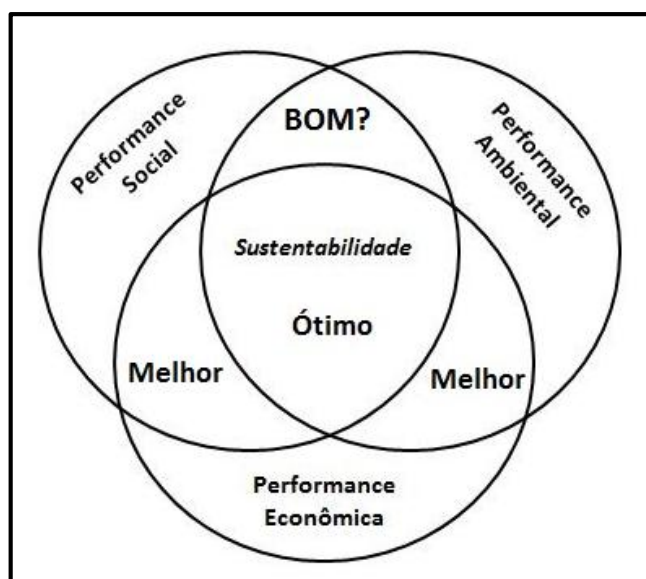 BOM?
Performance
Social
Performance
Ambiental
Sustentabilidade
Ótimo
Melhor
Melhor
Performance
Econômica